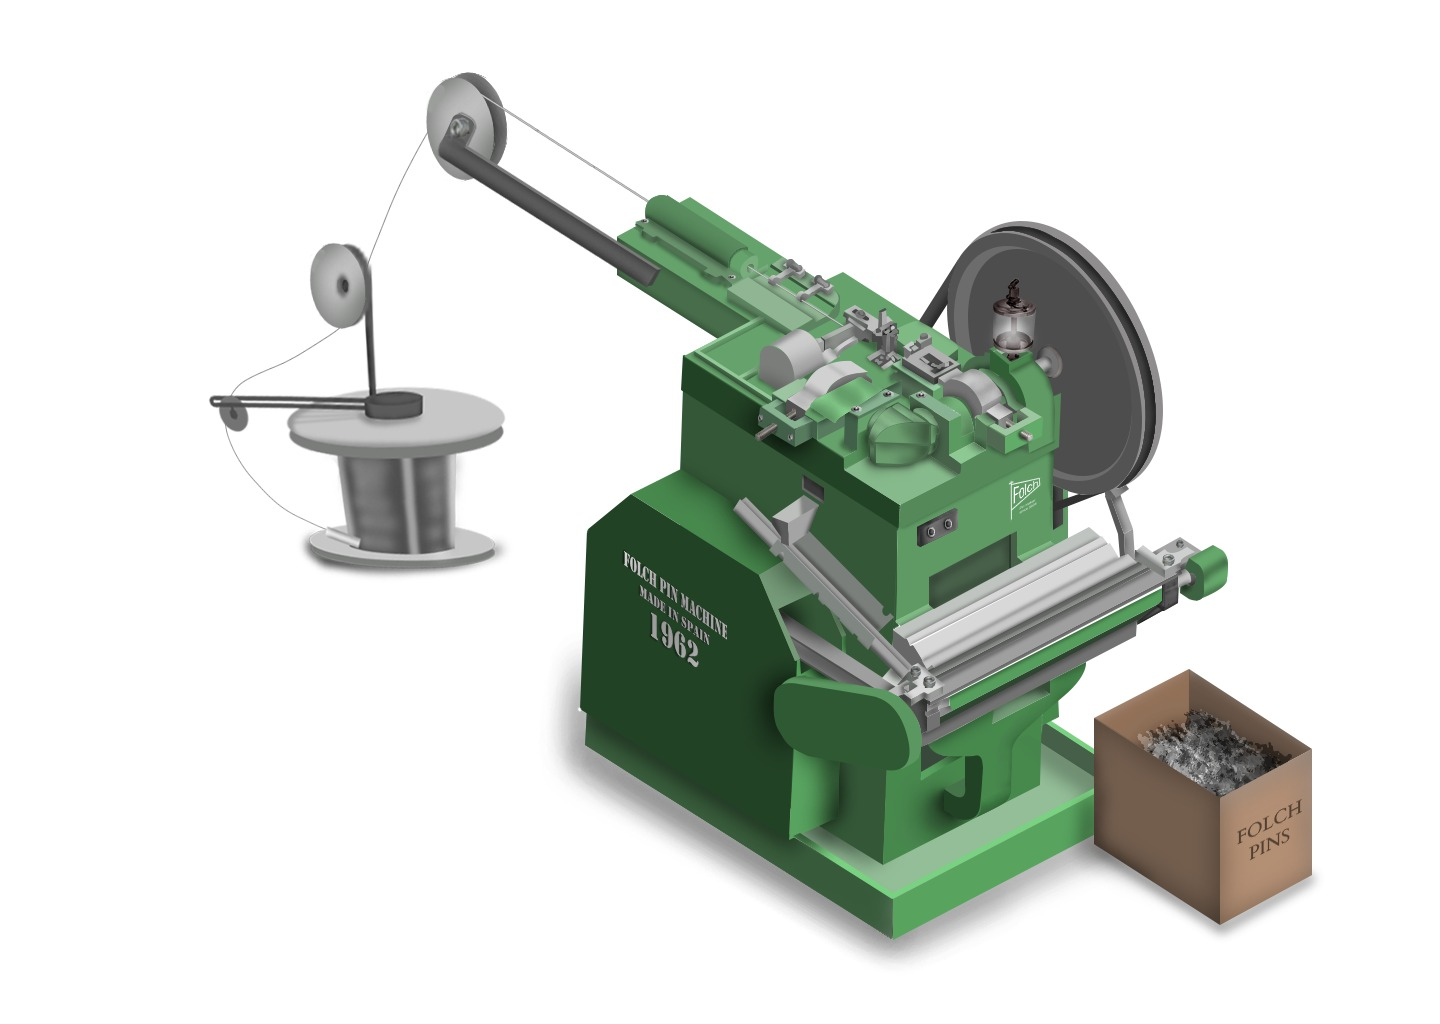 Folch
FOLCH PIN MACHINE
MADE IN SPAIN
1962
FOLCH
PINS